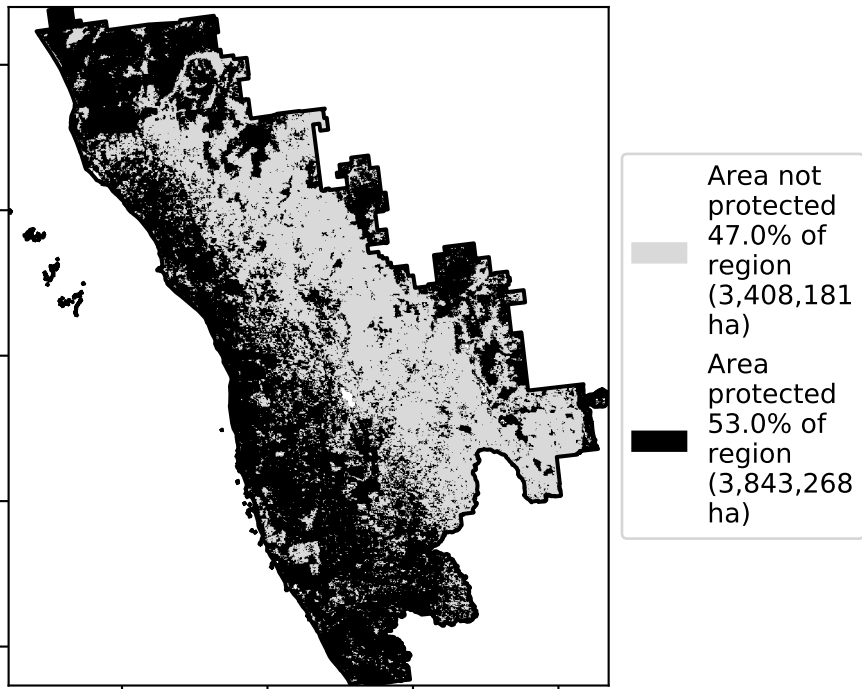 Area not
protected
47.0% of
region
(3,408,181
ha)
Area
protected
53.0% of
region
(3,843,268
ha)